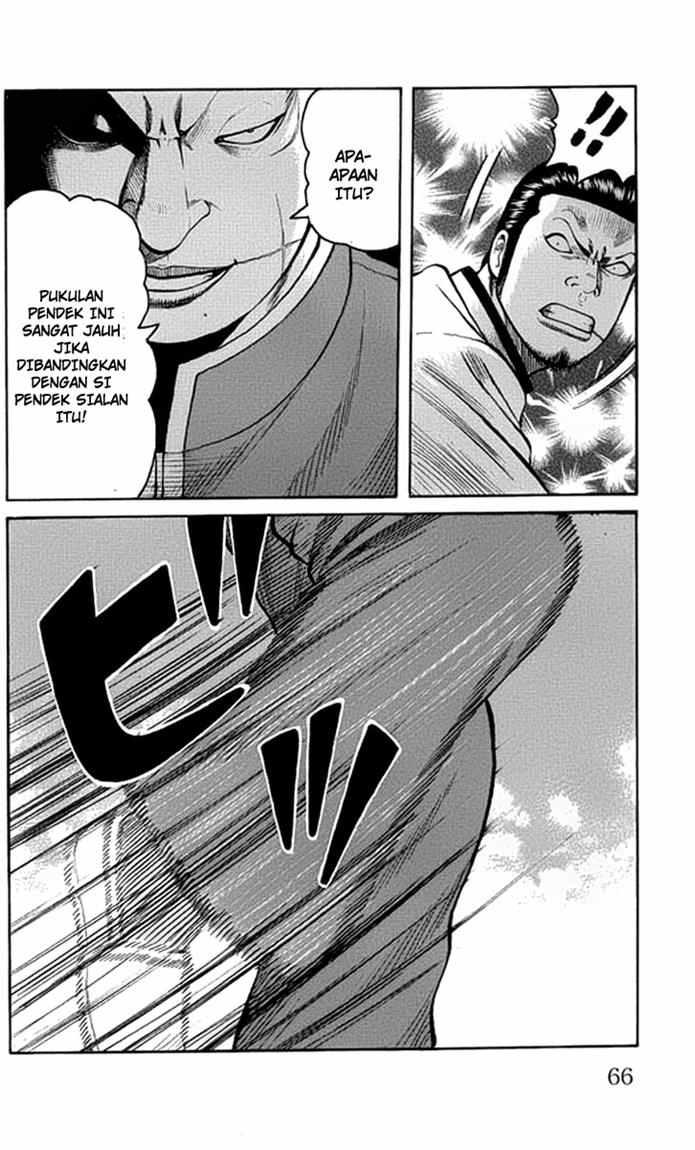 !!
APA-
APAAN
ITU?
PUKULAN
PENDEK INI
SANGAT JAUH
JIKA
DIBANDINGKAN
DENGAN SI
PENDEK SIALAN
ITU!
ビッ
66